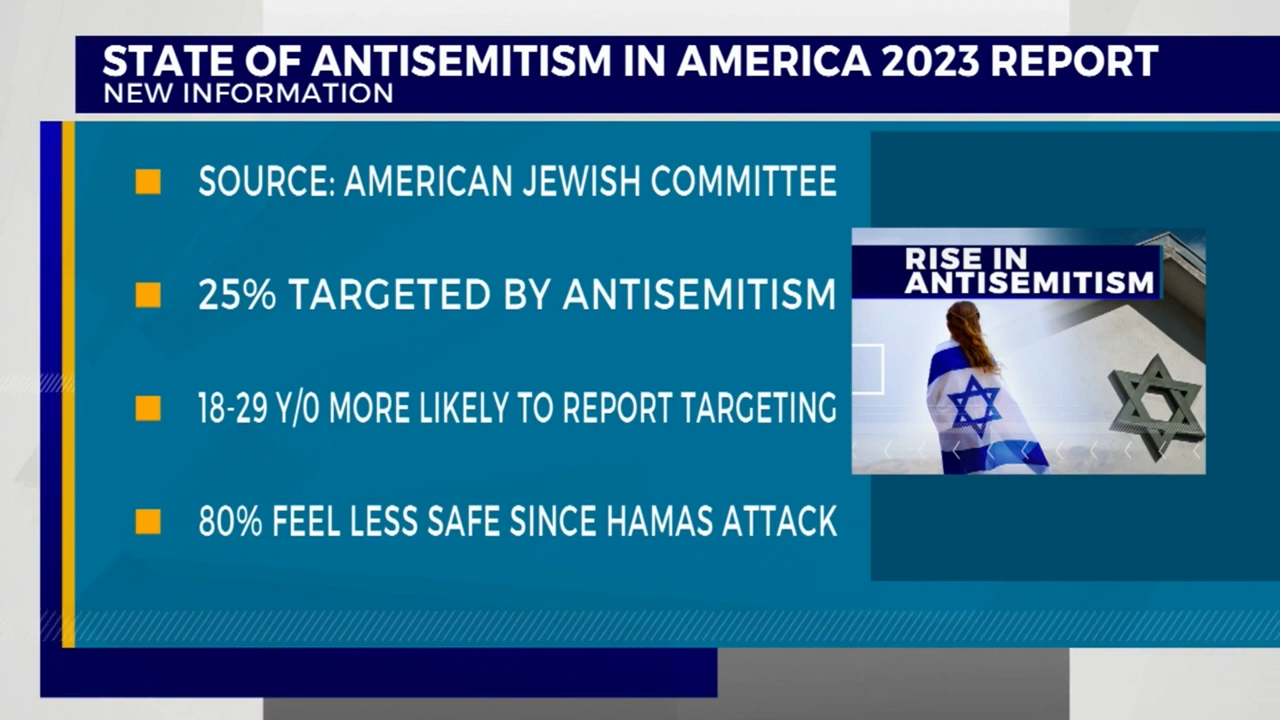 STATE OF ANTISEMITISM IN AMERICA 2023 REPORT
NEW INFORMATION
SOURCE: AMERICAN JEWISH COMMITTEE
25% TARGETED BY ANTISEMITISM
18-29 Y/O MORE LIKELY TO REPORT TARGETING
80% FEEL LESS SAFE SINCE HAMAS ATTACK
RISE IN
ANTISEMITISM